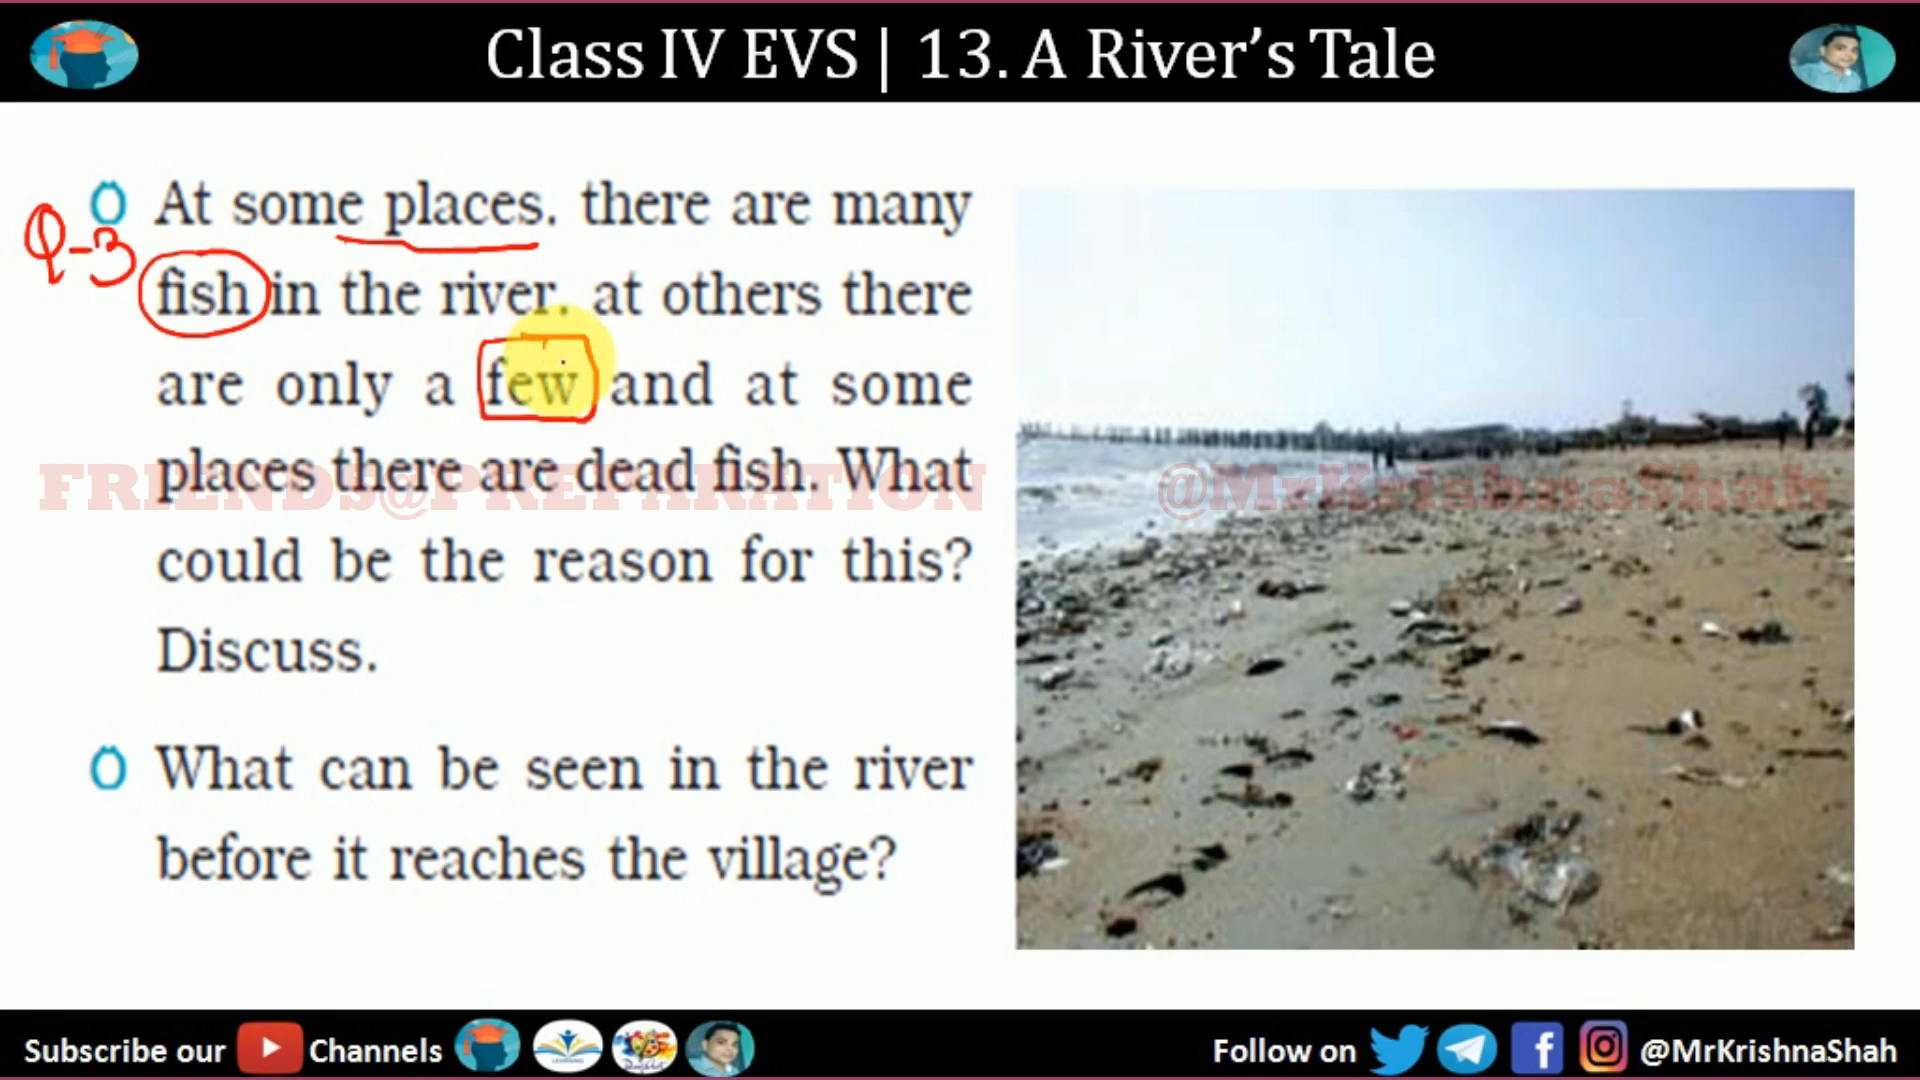 Class IV EVS | 13. A River's Tale
Q-3
At some places, there are many
fish in the river, at others there
are only a few and at some
places there are dead fish. What
could be the reason for this?
Discuss.
What can be seen in the river
before it reaches the village?
FRIENDS@PREPARATION
@MrKrishnaShah
Subscribe our Channels
Follow on @MrKrishnaShah